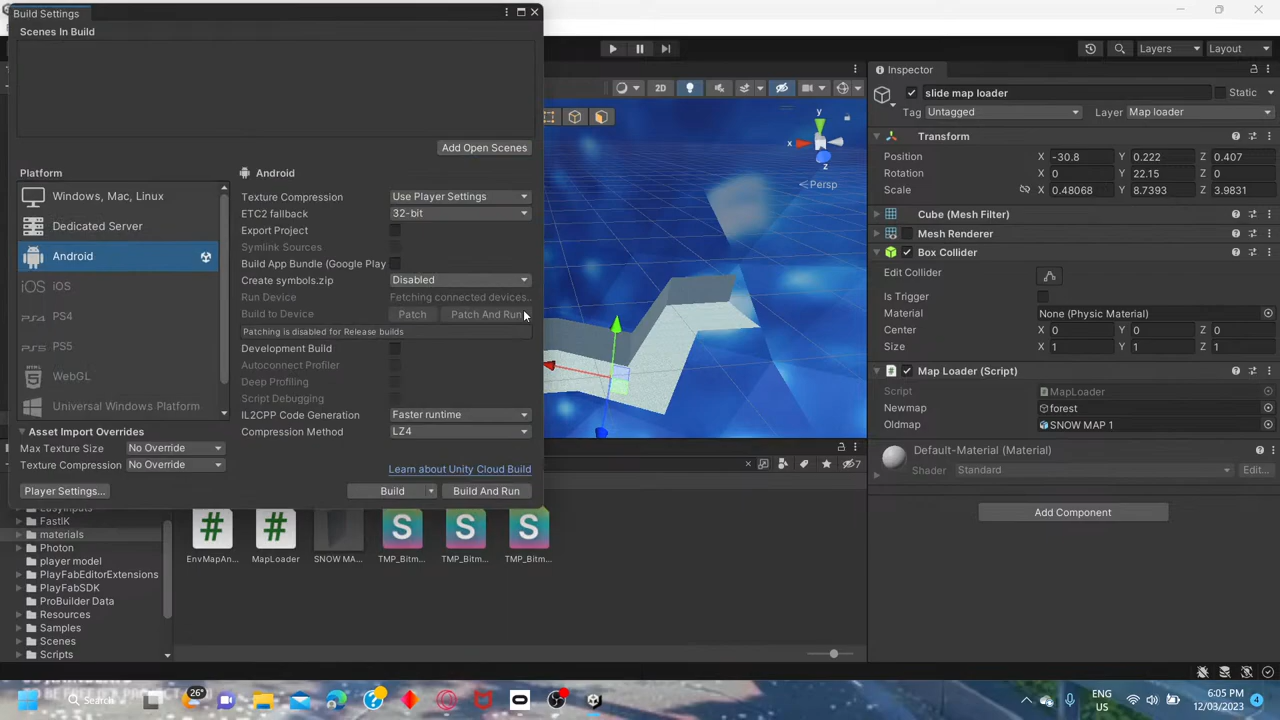 Build Settings
Scenes In Build
Add Open Scenes
Platform
Windows, Mac, Linux
Dedicated Server
Android
iOS iOS
PS4 PS4
PS5 PS5
WebGL
Universal Windows Platform
Android
Texture Compression Use Player Settings
ETC2 fallback 32-bit
Export Project
Symlink Sources
Build App Bundle (Google Play
Create symbols.zip Disabled
Run Device Fetching connected devices..
Build to Device Patch Patch And Run
Patching is disabled for Release builds
Development Build
Autoconnect Profiler
Deep Profiling
Script Debugging
IL2CPP Code Generation Faster runtime
Compression Method LZ4
Asset Import Overrides
Max Texture Size No Override
Texture Compression No Override
Learn about Unity Cloud Build
Player Settings...
Build Build And Run
Layers Layout
2D
y
x
z
Persp
Inspector
slide map loader Static
Tag Untagged Layer Map loader
Transform
Position X -30.8 Y 0.222 Z 0.407
Rotation X 0 Y 22.15 Z 0
Scale X 0.48068 Y 8.7393 Z 3.9831
Cube (Mesh Filter)
Mesh Renderer
Box Collider
Edit Collider
Is Trigger
Material None (Physic Material)
Center X 0 Y 0 Z 0
Size X 1 Y 1 Z 1
Map Loader (Script)
Script MapLoader
Newmap forest
Oldmap SNOW MAP 1
Default-Material (Material)
Shader Standard Edit...
Add Component
7
FastIK
materials
Photon
player model
PlayFabEditorExtensions
PlayFabSDK
ProBuilder Data
Resources
Samples
Scenes
Scripts
EnvMapAn... MapLoader SNOW MA... TMP_Bitm... TMP_Bitm... TMP_Bitm...
26°
Search
ENG
US
6:05 PM
12/03/2023
4